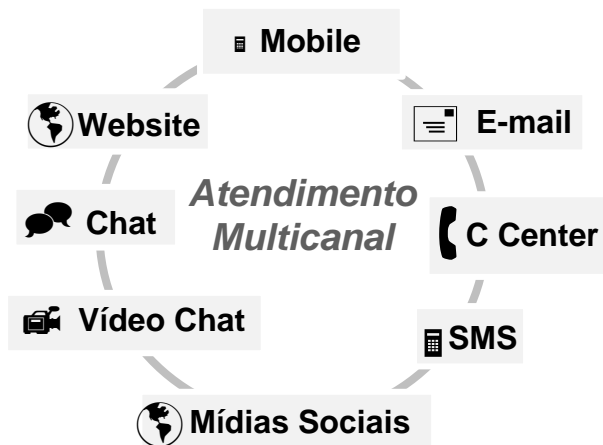 Mobile
Website
E-mail
Atendimento
Multicanal
Chat
C Center
Vídeo Chat
SMS
Mídias Sociais